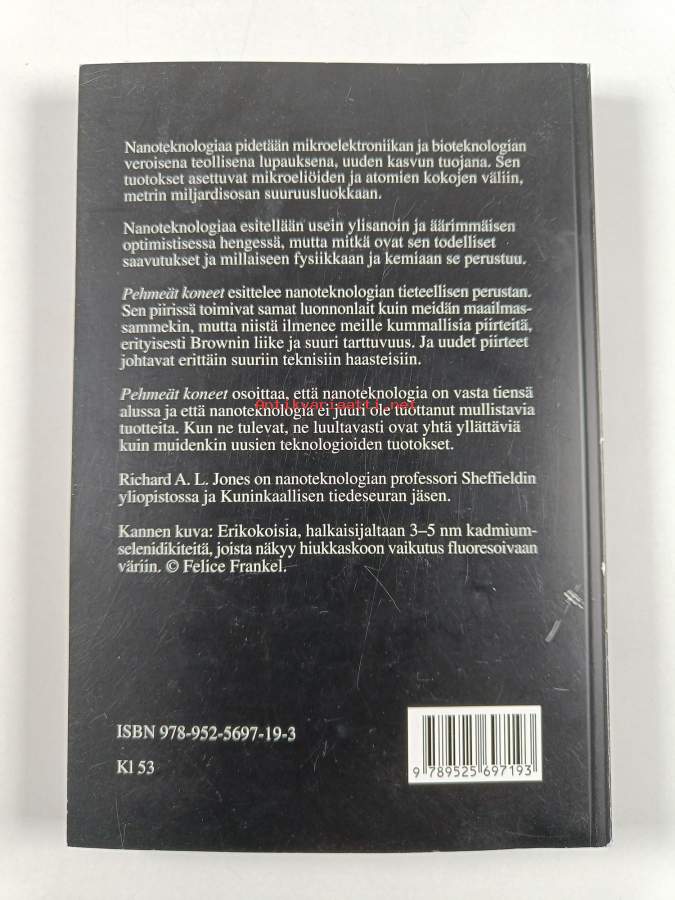 Nanoteknologiaa pidetään mikroelektroniikan ja bioteknologian
veroisena teollisena lupauksena, uuden kasvun tuojana. Sen
tuotokset asettuvat mikroeliöiden ja atomien kokojen väliin,
metrin miljardisosan suuruusluokkaan.
Nanoteknologiaa esitellään usein ylisanoin ja äärimmäisen
optimistisessa hengessä, mutta mitkä ovat sen todelliset
saavutukset ja millaiseen fysiikkaan ja kemiaan se perustuu.
Pehmeät koneet esittelee nanoteknologian tieteellisen perustan.
Sen piirissä toimivat samat luonnonlait kuin meidän maailmas-
sammekin, mutta niistä ilmenee meille kummallisia piirteitä,
erityisesti Brownin liike ja suuri tarttuvuus. Ja uudet piirteet
johtavat erittäin suuriin teknisiin haasteisiin.
Pehmeät koneet osoittaa, että nanoteknologia on vasta tiensä
Antikvariaatti.net
alussa ja että nanoteknologia ei juuri ole tuottanut mullistavia
tuotteita. Kun ne tulevat, ne luultavasti ovat yhtä yllättäviä
kuin muidenkin uusien teknologioiden tuotokset.
Richard A. L. Jones on nanoteknologian professori Sheffieldin
yliopistossa ja Kuninkaallisen tiedeseuran jäsen.
Kannen kuva: Erikokoisia, halkaisijaltaan 3–5 nm kadmium-
selenidikiteitä, joista näkyy hiukkaskoon vaikutus fluoresoivaan
väriin. © Felice Frankel.
ISBN 978-952-5697-19-3
Kl 53
9 789525 697193